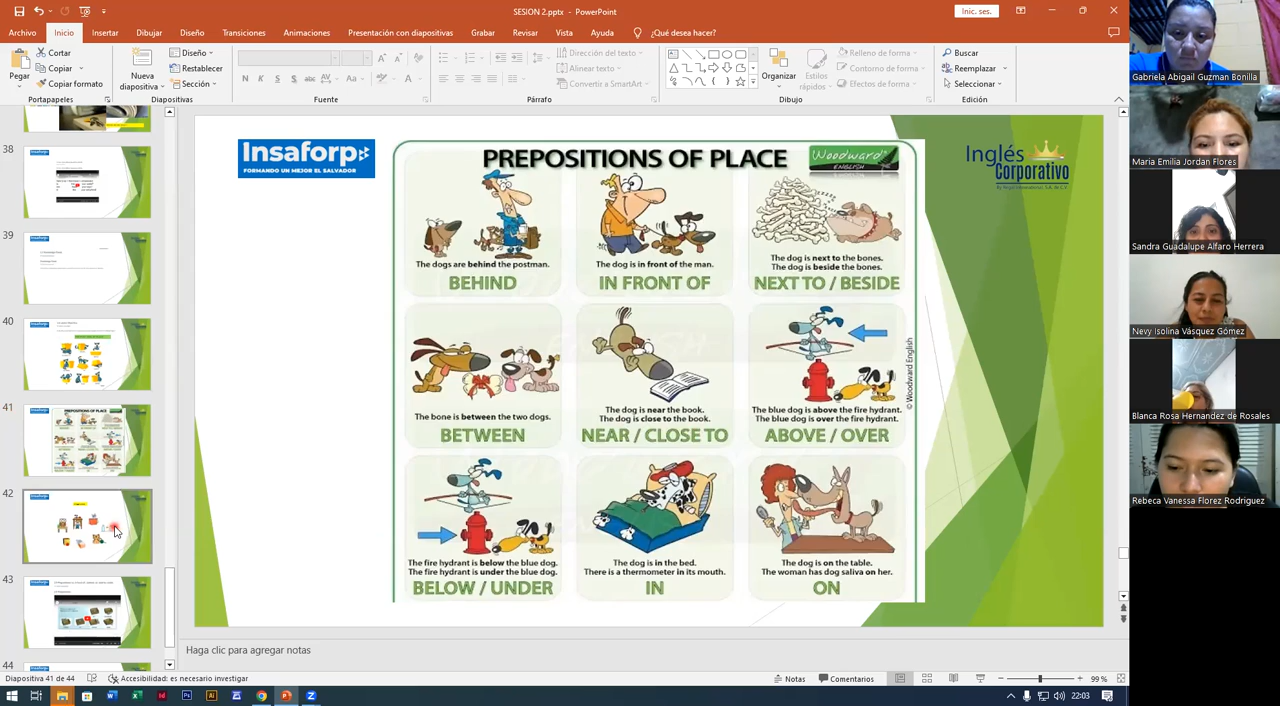 SESION 2.pptx - PowerPoint
Inic. ses.
Archivo Inicio Insertar Dibujar Diseño Transiciones Animaciones Presentación con diapositivas Grabar Revisar Vista Ayuda ¿Qué desea hacer?
Pegar
Cortar
Copiar
Copiar formato
Portapapeles
Nueva diapositiva
Diseño
Restablecer
Sección
Diapositivas
Fuente
Dirección del texto
Alinear texto
Convertir a SmartArt
Párrafo
Organizar
Estilos rápidos
Relleno de forma
Contorno de forma
Efectos de forma
Dibujo
Buscar
Reemplazar
Seleccionar
Edición
38
39
40
41
42
43
44
Insaforp
FORMANDO UN MEJOR EL SALVADOR
PREPOSITIONS OF PLACE
Woodward
ENGLISH
Inglés
Corporativo
The dogs are behind the postman.
BEHIND
The dog is in front of the man.
IN FRONT OF
The dog is next to the bones.
The dog is beside the bones.
NEXT TO / BESIDE
The bone is between the two dogs.
BETWEEN
The dog is near the book.
The dog is close to the book.
NEAR / CLOSE TO
The blue dog is above the fire hydrant.
The blue dog is over the fire hydrant.
ABOVE / OVER
© Woodward English
The fire hydrant is below the blue dog.
The fire hydrant is under the blue dog.
BELOW / UNDER
The dog is in the bed.
There is a thermometer in its mouth.
IN
The dog is on the table.
The woman has dog saliva on her.
ON
Haga clic para agregar notas
Diapositiva 41 de 44
Accesibilidad: es necesario investigar
Notas
Comentarios
99 %
22:03
Gabriela Abigail Guzman Bonilla
Maria Emilia Jordan Flores
Sandra Guadalupe Alfaro Herrera
Nevy Isolina Vásquez Gómez
Blanca Rosa Hernandez de Rosales
Rebeca Vanessa Florez Rodriguez